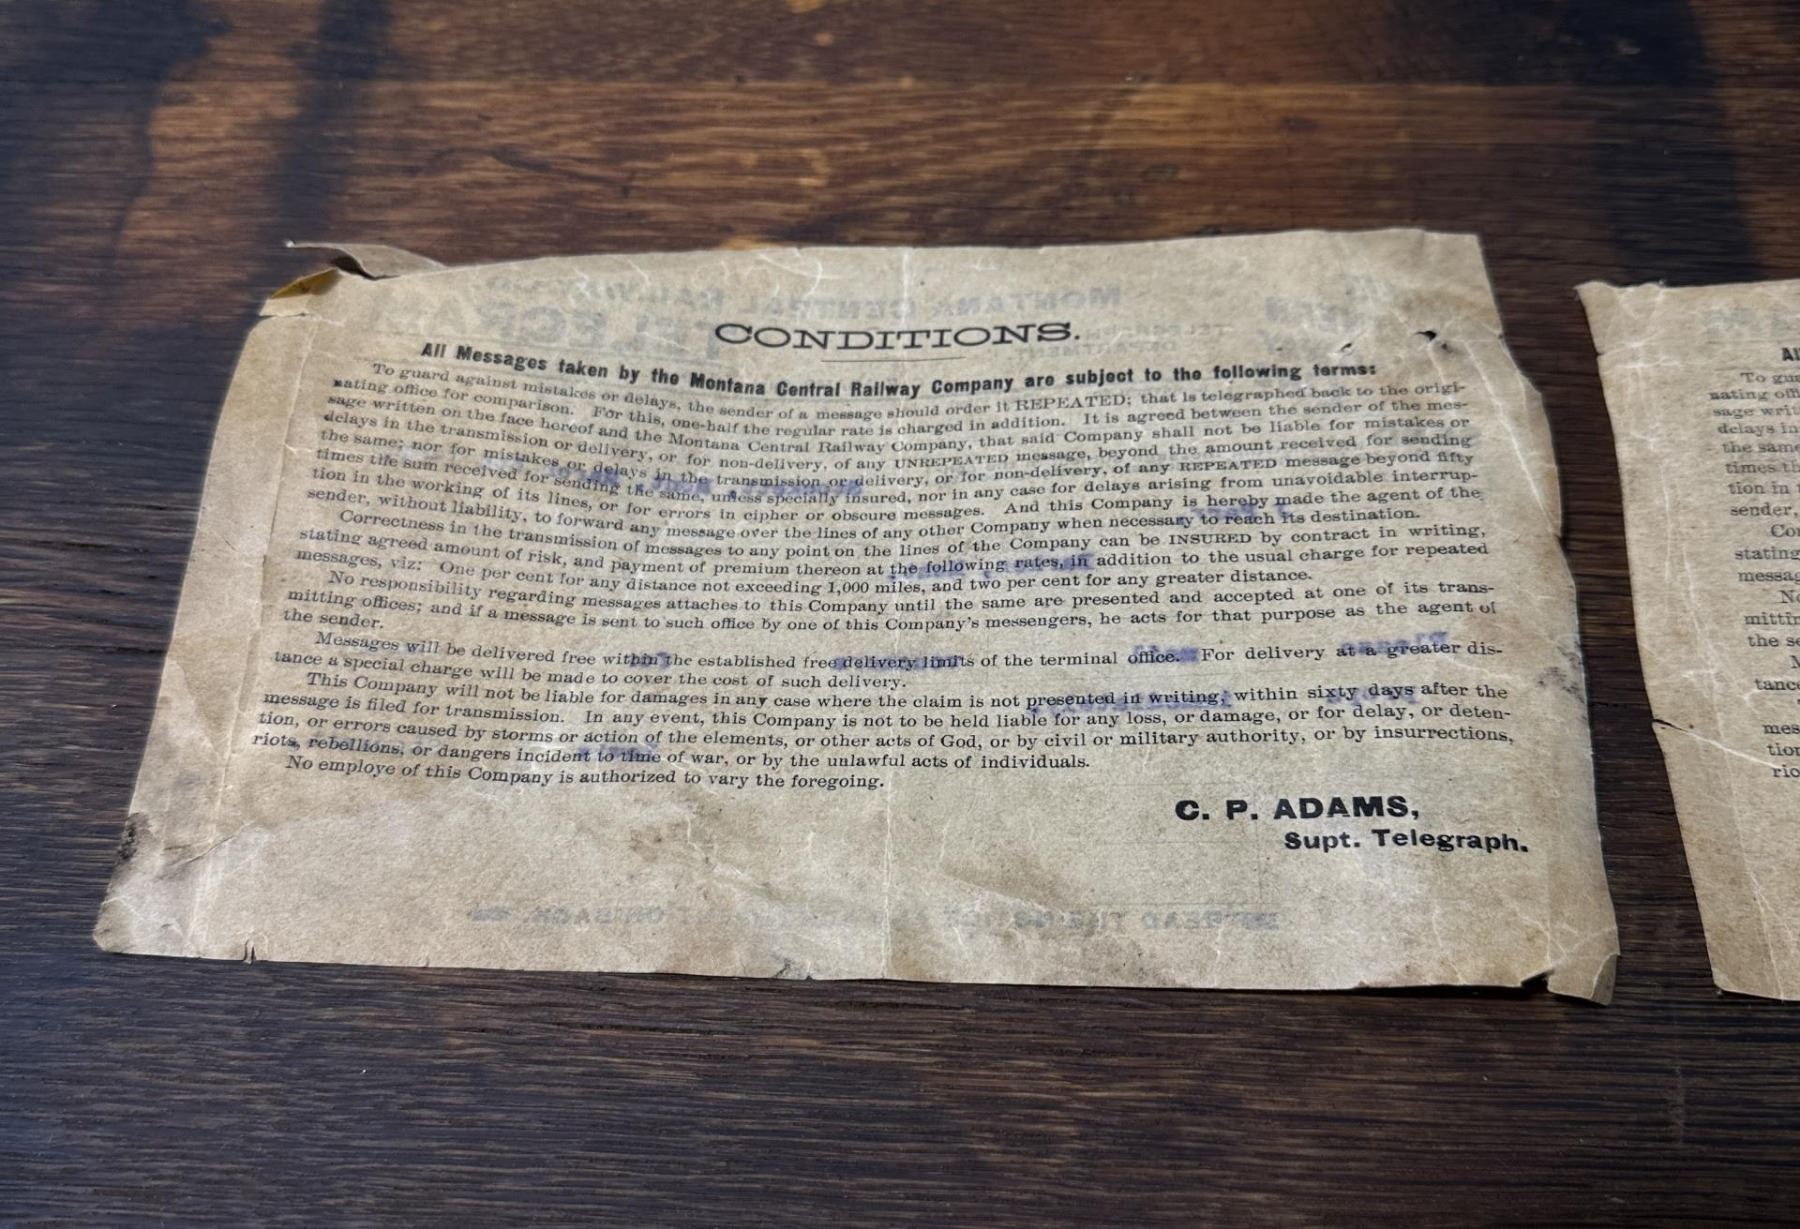 CONDITIONS.
All Messages taken by the Montana Central Railway Company are subject to the following terms:
To guard against mistakes or delays, the sender of a message should order it REPEATED; that is telegraphed back to the origi-
nating office for comparison. For this, one-half the regular rate is charged in addition. It is agreed between the sender of the mes-
sage written on the face hereof and the Montana Central Railway Company, that said Company shall not be liable for mistakes or
delays in the transmission or delivery, or for non-delivery, of any UNREPEATED message, beyond the amount received for sending
the same; nor for mistakes or delays in the transmission or delivery, or for non-delivery, of any REPEATED message beyond fifty
times the sum received for sending the same, unless specially insured, nor in any case for delays arising from unavoidable interrup-
tion in the working of its lines, or for errors in cipher or obscure messages. And this Company is hereby made the agent of the
sender, without liability, to forward any message over the lines of any other Company when necessary to reach its destination.
Correctness in the transmission of messages to any point on the lines of the Company can be INSURED by contract in writing,
stating agreed amount of risk, and payment of premium thereon at the following rates, in addition to the usual charge for repeated
messages, viz: One per cent for any distance not exceeding 1,000 miles, and two per cent for any greater distance.
No responsibility regarding messages attaches to this Company until the same are presented and accepted at one of its trans-
mitting offices; and if a message is sent to such office by one of this Company's messengers, he acts for that purpose as the agent of
the sender.
Messages will be delivered free within the established free delivery limits of the terminal office. For delivery at a greater dis-
tance a special charge will be made to cover the cost of such delivery.
This Company will not be liable for damages in any case where the claim is not presented in writing, within sixty days after the
message is filed for transmission. In any event, this Company is not to be held liable for any loss, or damage, or for delay, or deten-
tion, or errors caused by storms or action of the elements, or other acts of God, or by civil or military authority, or by insurrections,
riots, rebellions, or dangers incident to time of war, or by the unlawful acts of individuals.
No employe of this Company is authorized to vary the foregoing.
C. P. ADAMS,
Supt. Telegraph.